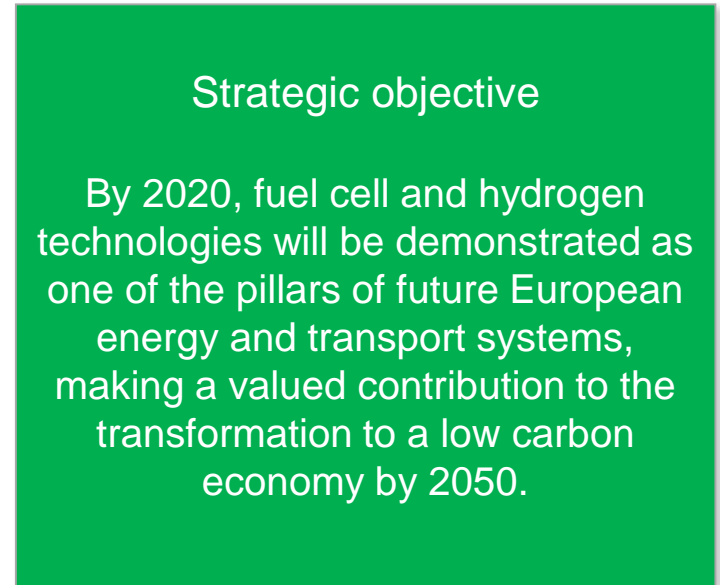 Strategic objective
By 2020, fuel cell and hydrogen
technologies will be demonstrated as
one of the pillars of future European
energy and transport systems,
making a valued contribution to the
transformation to a low carbon
economy by 2050.